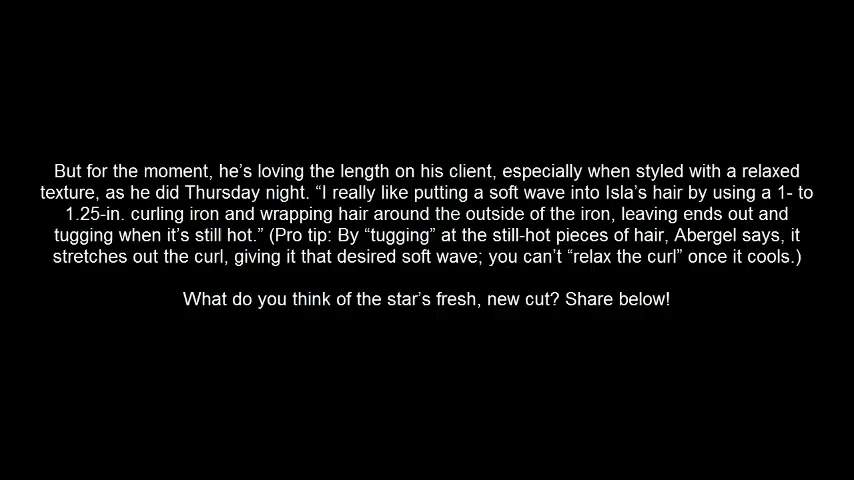 But for the moment, he’s loving the length on his client, especially when styled with a relaxed
texture, as he did Thursday night. “I really like putting a soft wave into Isla’s hair by using a 1- to
1.25-in. curling iron and wrapping hair around the outside of the iron, leaving ends out and
tugging when it’s still hot.” (Pro tip: By “tugging” at the still-hot pieces of hair, Abergel says, it
stretches out the curl, giving it that desired soft wave; you can’t “relax the curl” once it cools.)
What do you think of the star’s fresh, new cut? Share below!